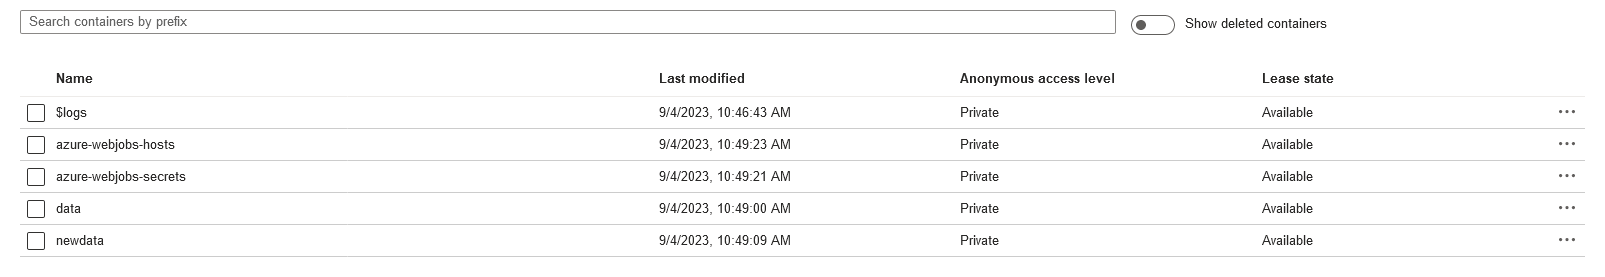 Search containers by prefix
Show deleted containers
Name Last modified Anonymous access level Lease state
$logs 9/4/2023, 10:46:43 AM Private Available
azure-webjobs-hosts 9/4/2023, 10:49:23 AM Private Available
azure-webjobs-secrets 9/4/2023, 10:49:21 AM Private Available
data 9/4/2023, 10:49:00 AM Private Available
newdata 9/4/2023, 10:49:09 AM Private Available